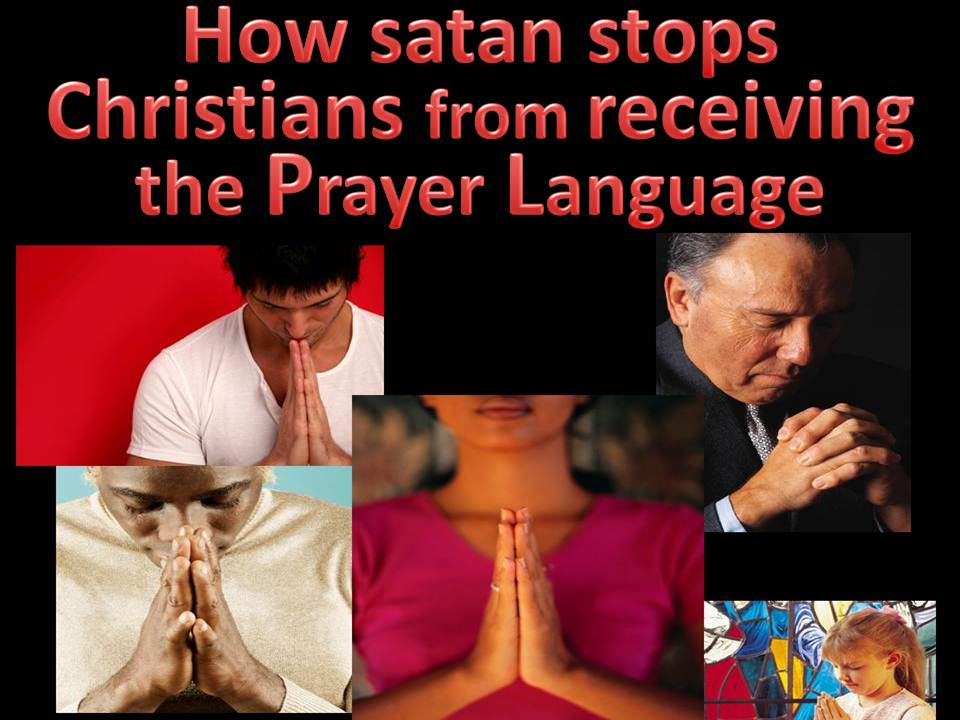 How satan stops
Christians from receiving
the Prayer Language